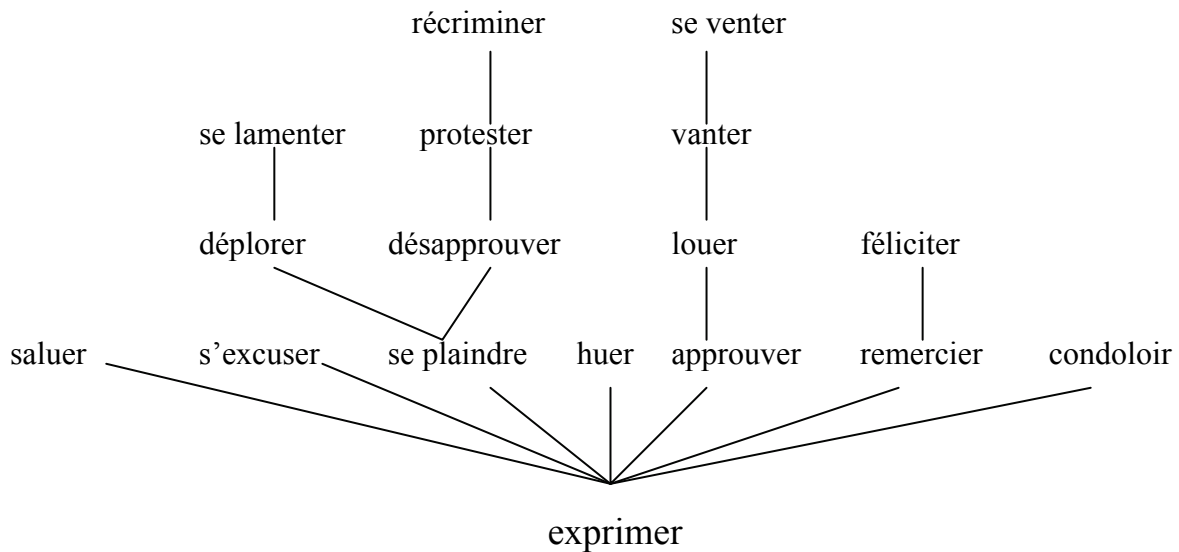 récriminer se venter
se lamenter protester vanter
déplorer désapprouver louer féliciter
saluer s’excuser se plaindre huer approuver remercier condoloir
exprimer